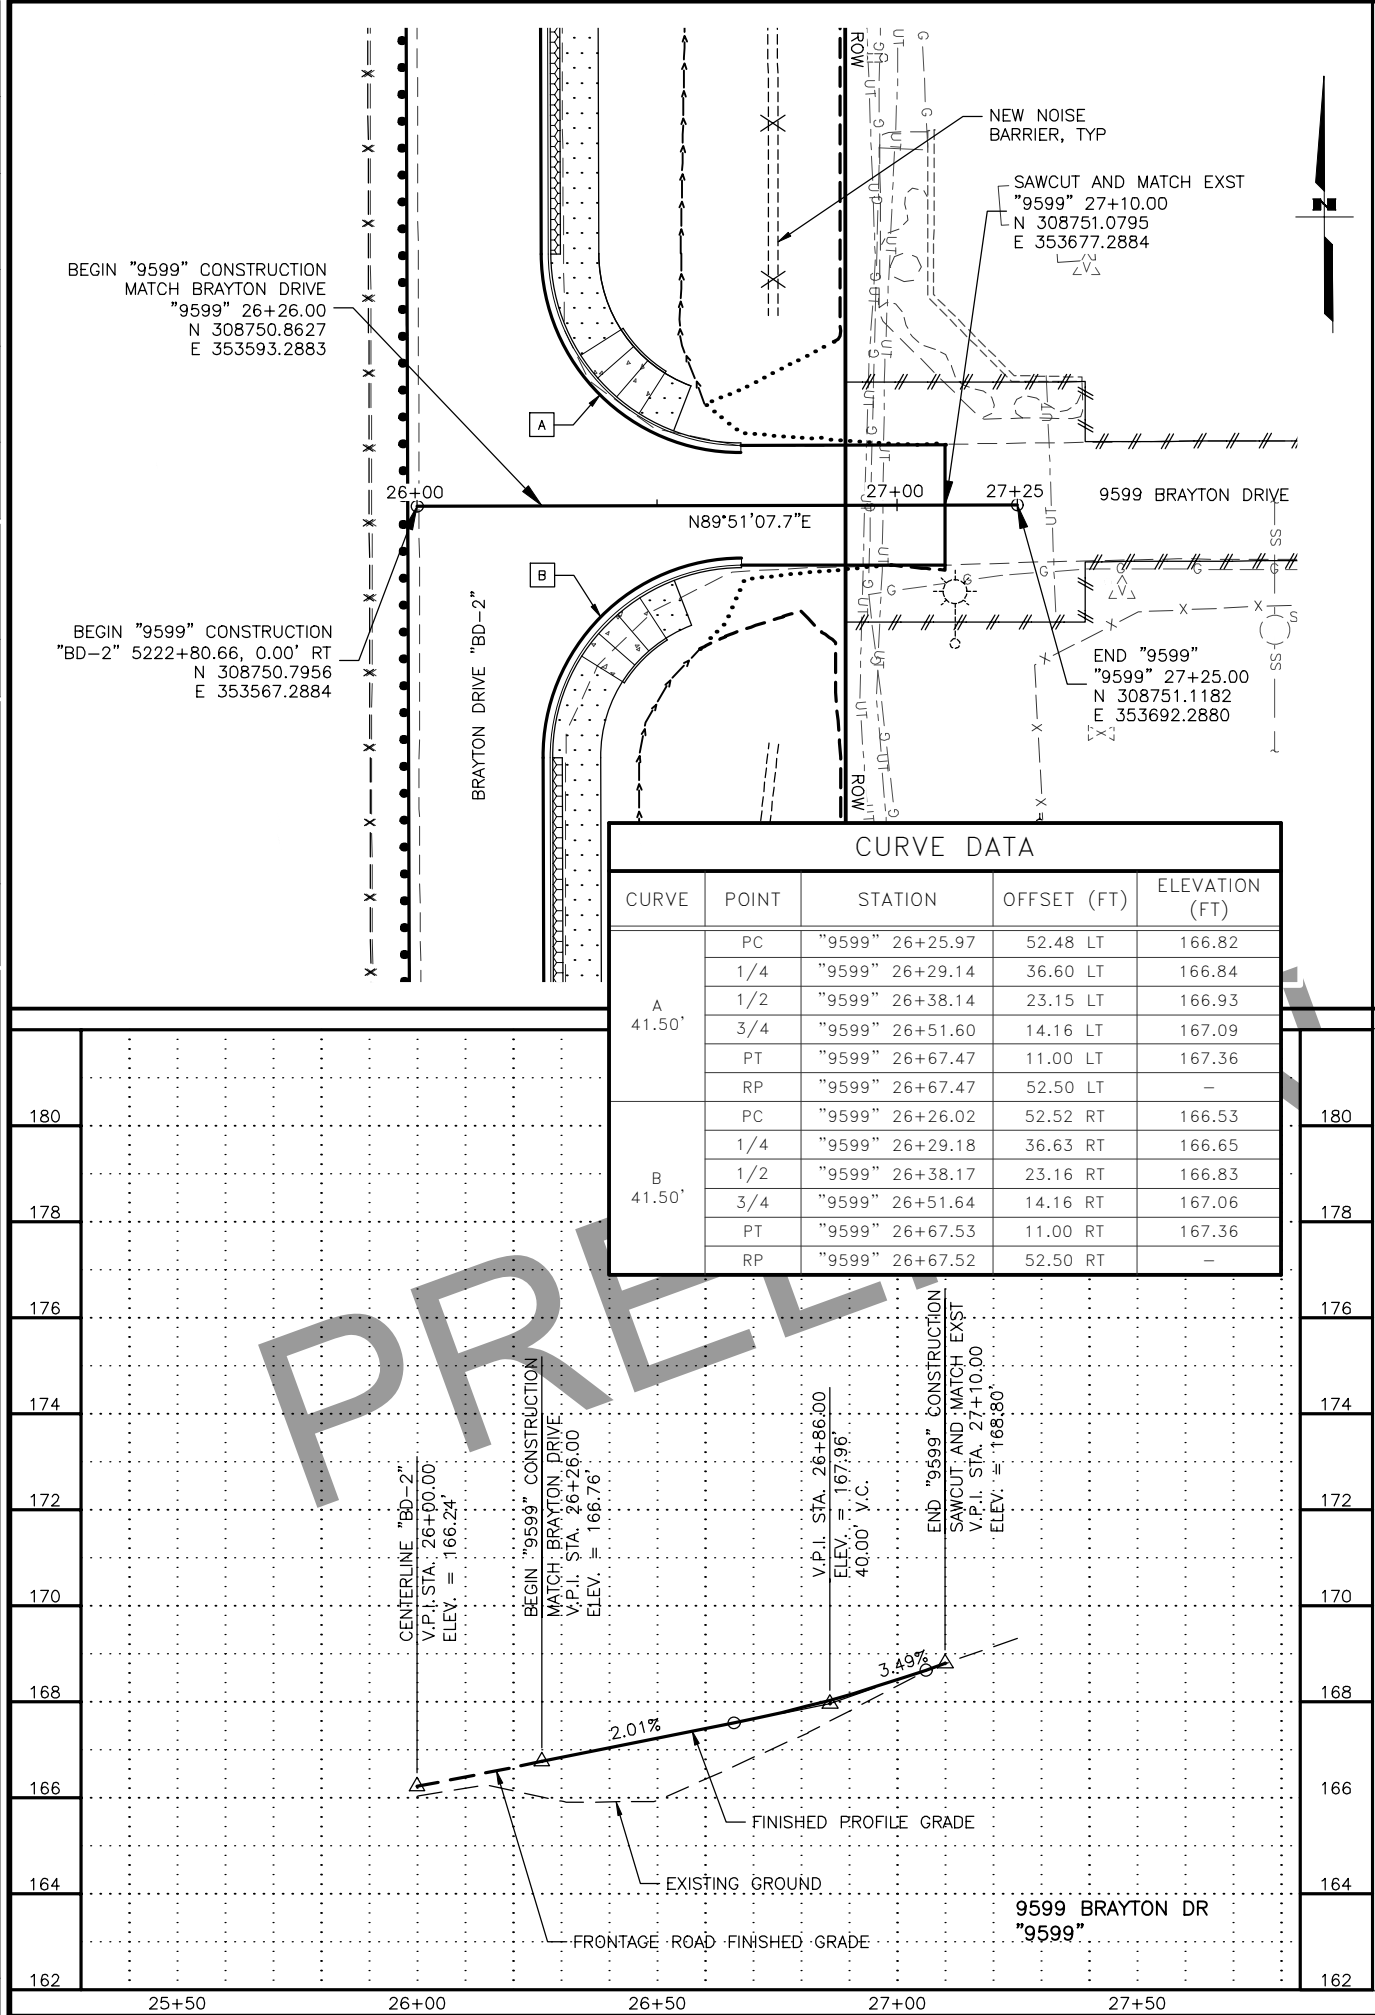 NEW NOISE
BARRIER, TYP
SAWCUT AND MATCH EXST
"9599" 27+10.00
N 308751.0795
E 353677.2884
N
BEGIN "9599" CONSTRUCTION
MATCH BRAYTON DRIVE
"9599" 26+26.00
N 308750.8627
E 353593.2883
ROW
A
26+00
27+00
27+25
9599 BRAYTON DRIVE
N89°51'07.7"E
B
BEGIN "9599" CONSTRUCTION
"BD-2" 5222+80.66, 0.00' RT
N 308750.7956
E 353567.2884
BRAYTON DRIVE "BD-2"
END "9599"
"9599" 27+25.00
N 308751.1182
E 353692.2880
ROW
CURVE DATA
CURVE POINT STATION OFFSET (FT) ELEVATION (FT)
A 41.50'
PC "9599" 26+25.97 52.48 LT 166.82
1/4 "9599" 26+29.14 36.60 LT 166.84
1/2 "9599" 26+38.14 23.15 LT 166.93
3/4 "9599" 26+51.60 14.16 LT 167.09
PT "9599" 26+67.47 11.00 LT 167.36
RP "9599" 26+67.47 52.50 LT –
B 41.50'
PC "9599" 26+26.02 52.52 RT 166.53
1/4 "9599" 26+29.18 36.63 RT 166.65
1/2 "9599" 26+38.17 23.16 RT 166.83
3/4 "9599" 26+51.64 14.16 RT 167.06
PT "9599" 26+67.53 11.00 RT 167.36
RP "9599" 26+67.52 52.50 RT –
180 180
178 178
176 176
174 174
172 172
170 170
168 168
166 166
164 164
162 162
CENTERLINE "BD-2"
V.P.I. STA. 26+00.00
ELEV. = 166.24'
BEGIN "9599" CONSTRUCTION
MATCH BRAYTON DRIVE
V.P.I. STA. 26+26.00
ELEV. = 166.76'
V.P.I. STA. 26+86.00
ELEV. = 167.96'
40.00' V.C.
END "9599" CONSTRUCTION
SAWCUT AND MATCH EXST
V.P.I. STA. 27+10.00
ELEV. = 168.80'
2.01%
3.49%
FINISHED PROFILE GRADE
EXISTING GROUND
FRONTAGE ROAD FINISHED GRADE
9599 BRAYTON DR
"9599"
25+50 26+00 26+50 27+00 27+50